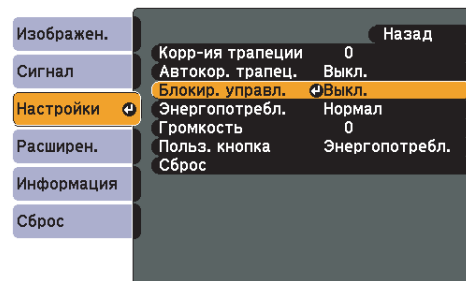 Изображен.
Сигнал
Настройки
Расширен.
Информация
Сброс
Назад
Корр-ия трапеции 0
Автокор. трапец. Выкл.
Блокир. управл. Выкл.
Энергопотребл. Нормал
Громкость 0
Польз. кнопка Энергопотребл.
Сброс